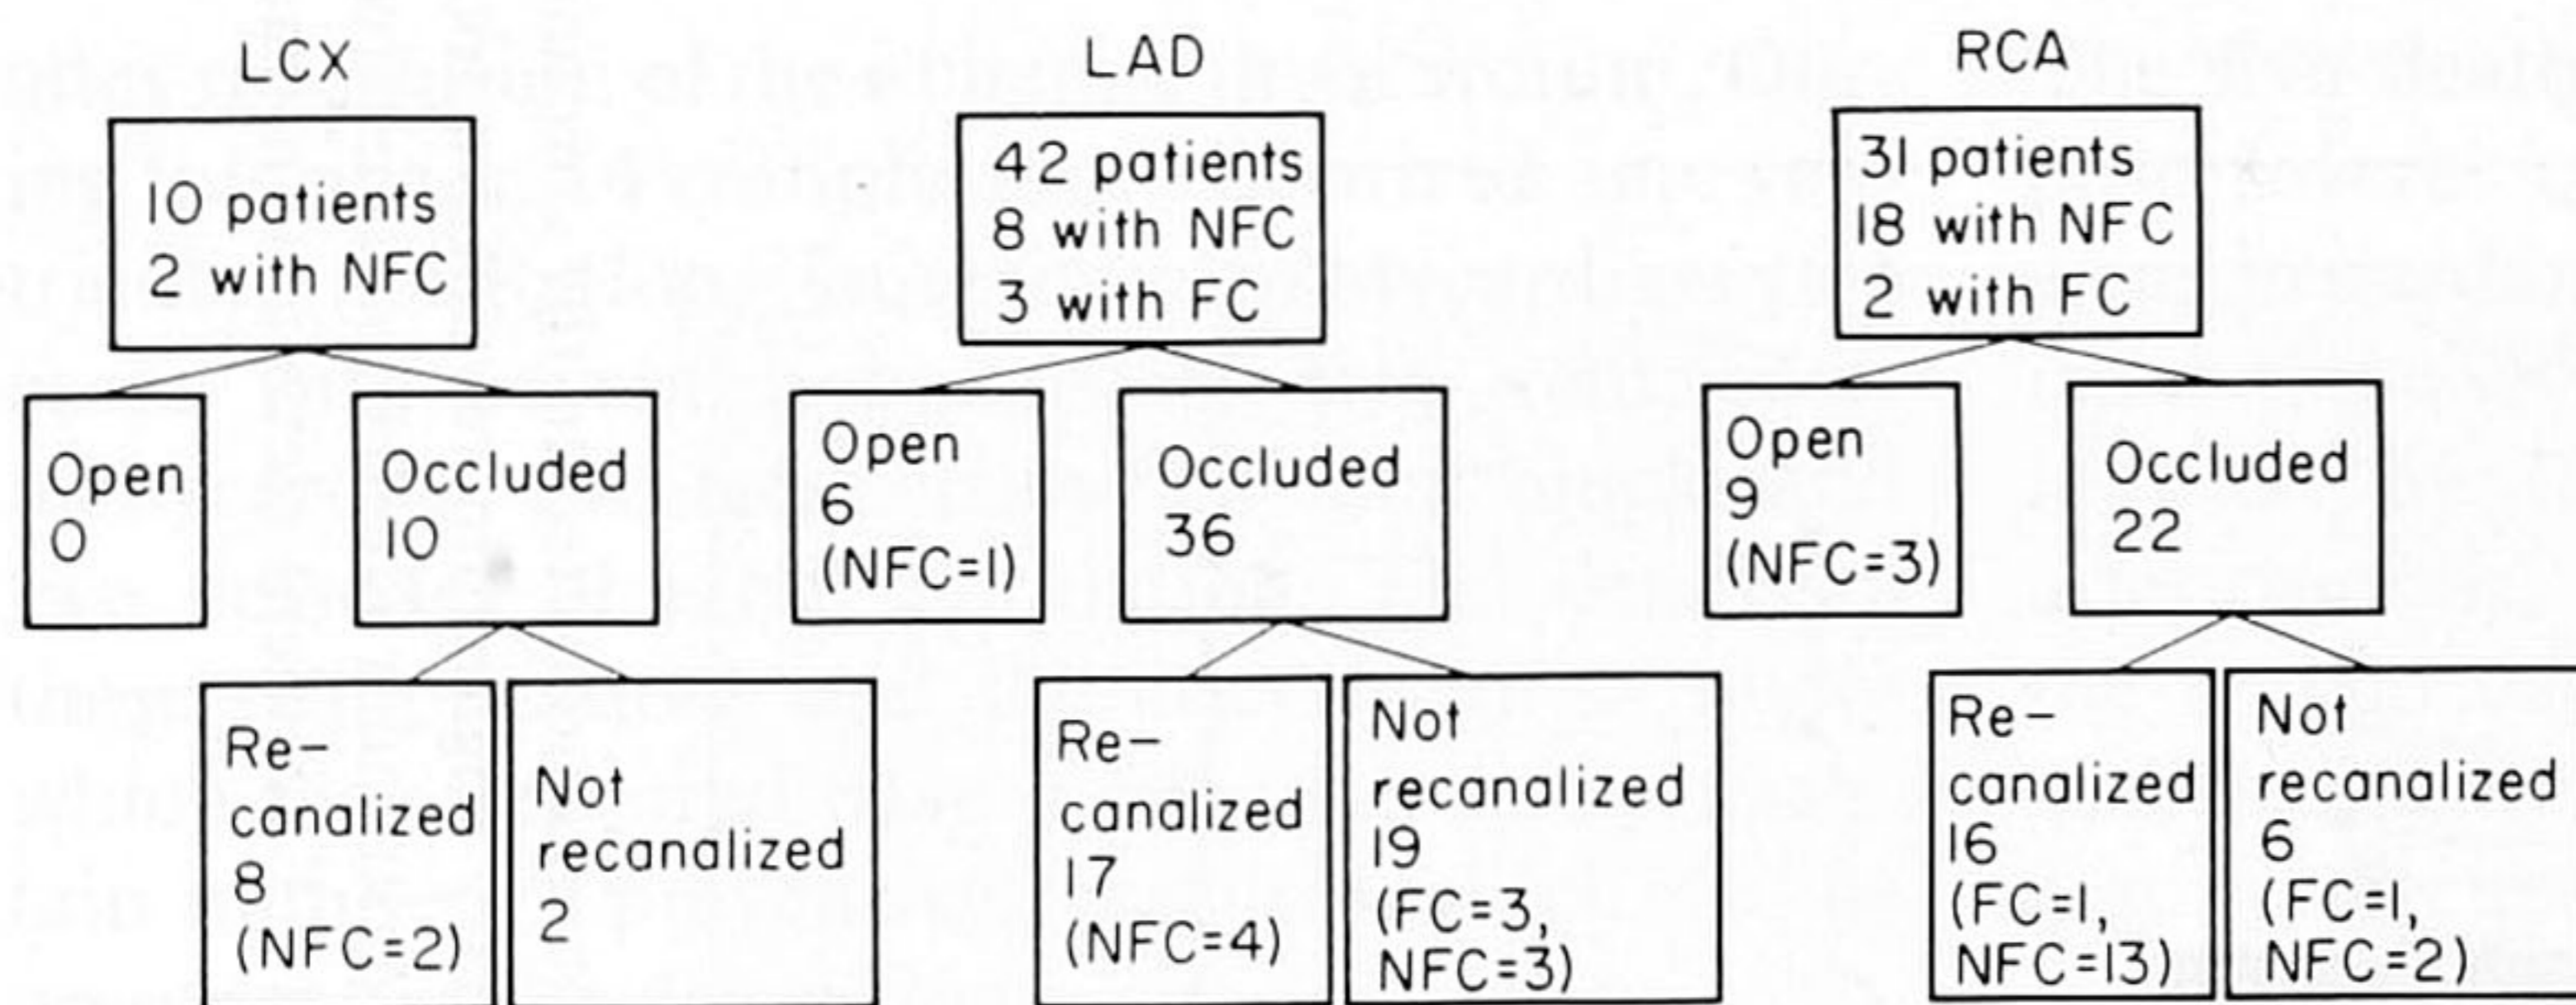 LCX
10 patients
2 with NFC
Open
0
Occluded
10
Re-
canalized
8
(NFC=2)
Not
recanalized
2
LAD
42 patients
8 with NFC
3 with FC
Open
6
(NFC=1)
Occluded
36
Re-
canalized
17
(NFC=4)
Not
recanalized
19
(FC=3,
NFC=3)
RCA
31 patients
18 with NFC
2 with FC
Open
9
(NFC=3)
Occluded
22
Re-
canalized
16
(FC=1,
NFC=13)
Not
recanalized
6
(FC=1,
NFC=2)